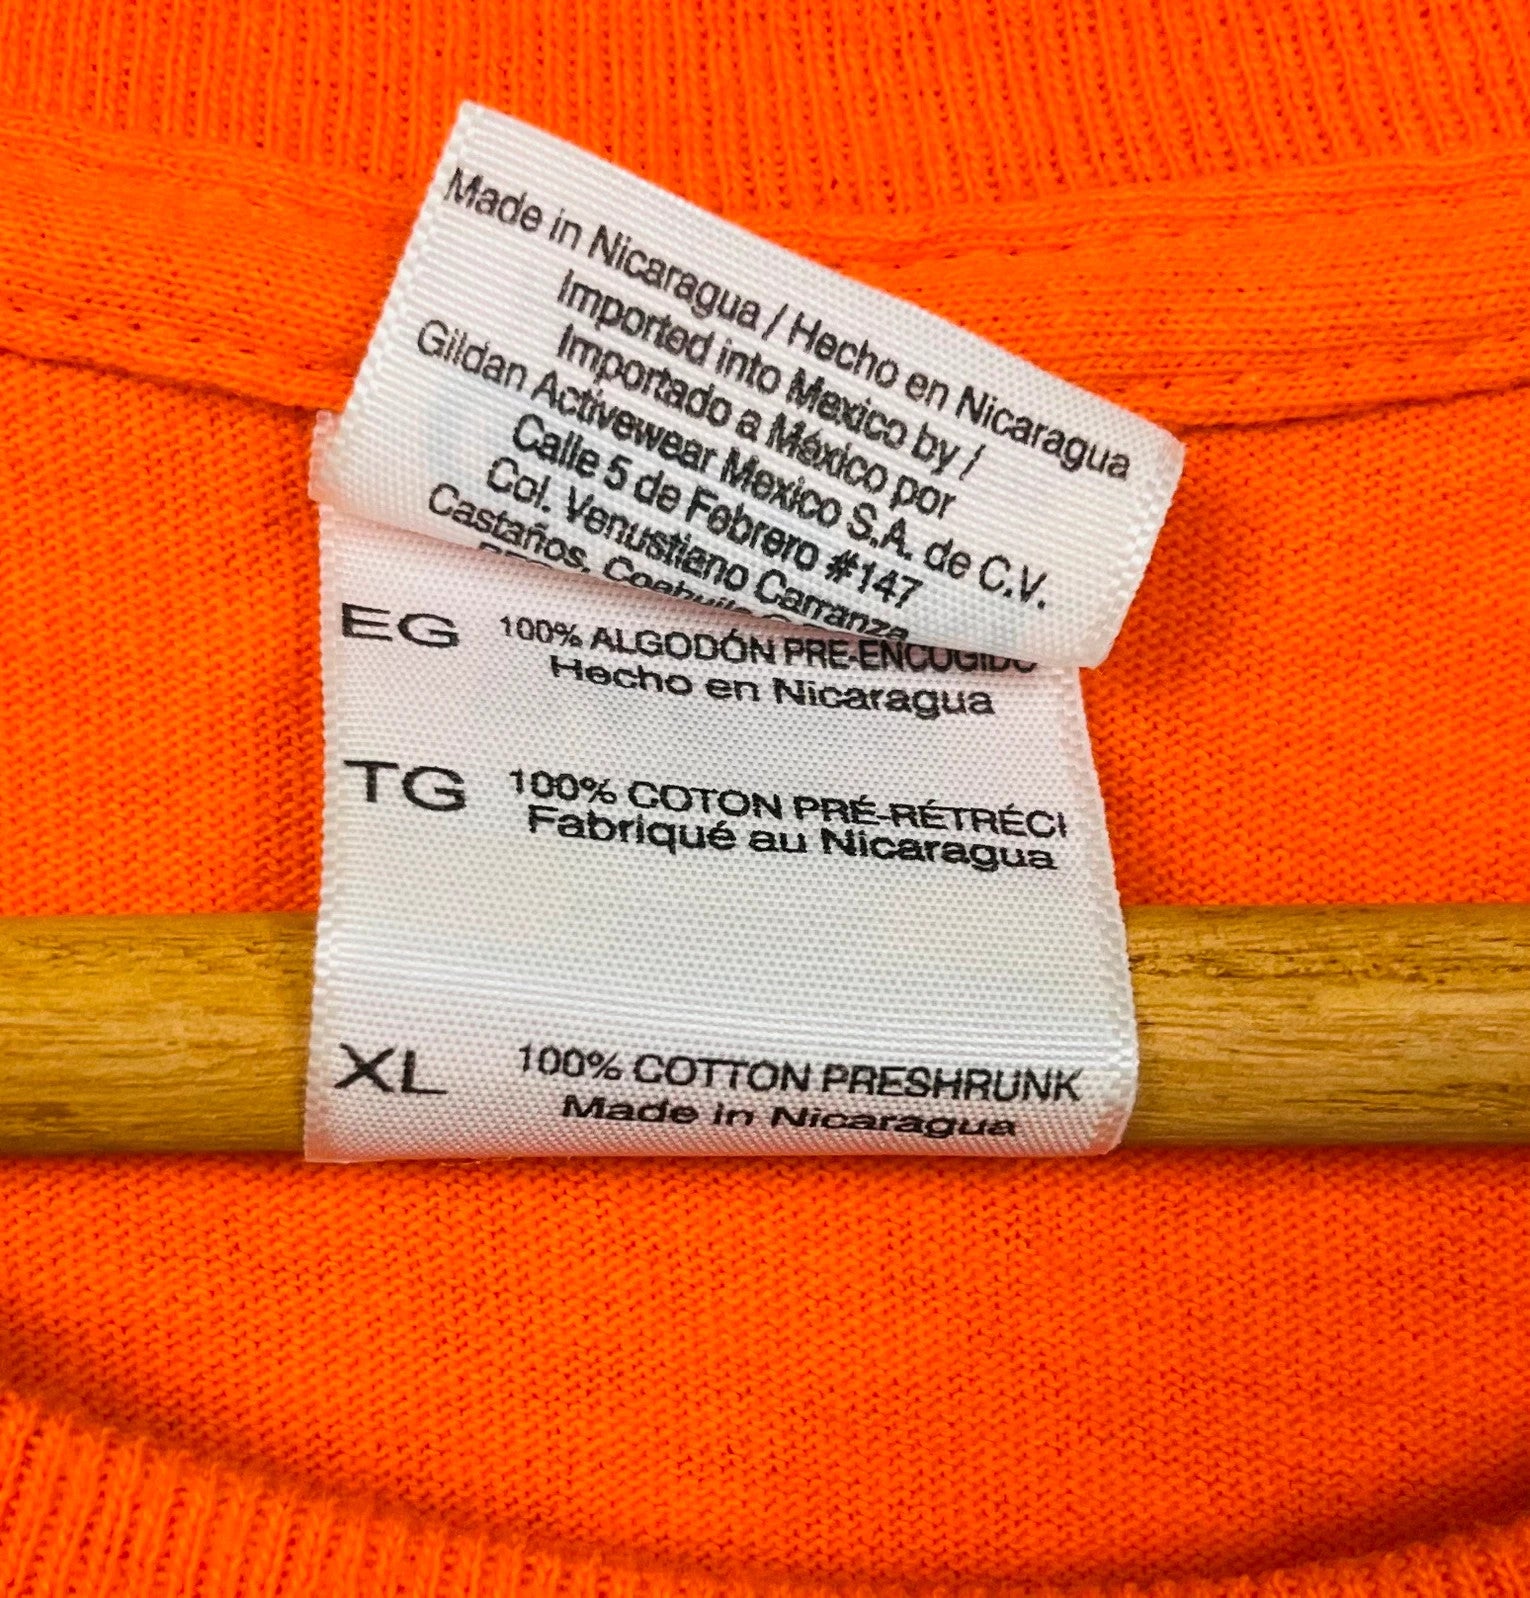 Made in Nicaragua / Hecho en Nicaragua
Imported into Mexico by /
Importado a México por
Gildan Activewear Mexico S.A. de C.V.
Calle 5 de Febrero #147
Col. Venustiano Carranza
Castaños, Coahuila
EG 100% ALGODÓN PRE-ENCOGIDO
Hecho en Nicaragua
TG 100% COTON PRÉ-RÉTRÉCI
Fabriqué au Nicaragua
XL 100% COTTON PRESHRUNK
Made in Nicaragua